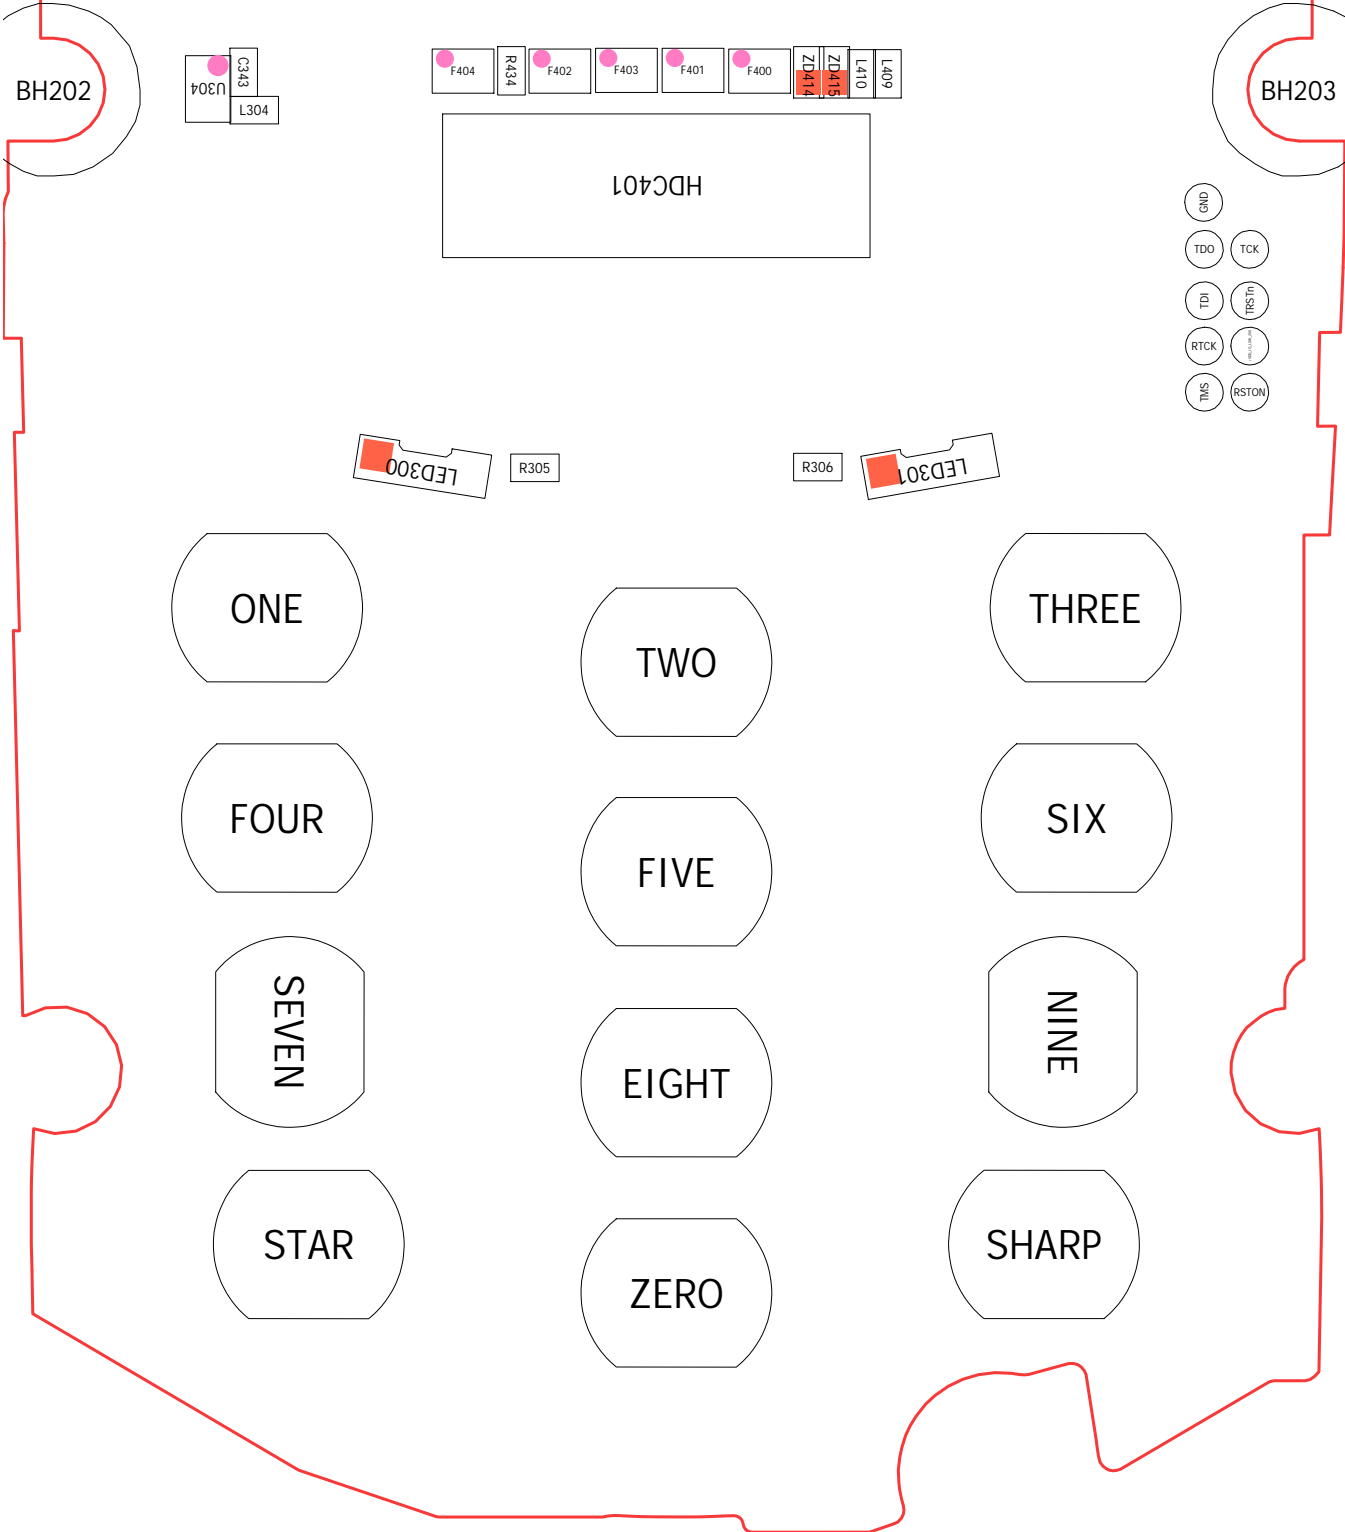 BH202
U304
C343
L304
F404
R434
F402
F403
F401
F400
ZD414
ZD415
L410
L409
BH203
HDC401
GND
TDO
TCK
TDI
TRSTn
RTCK
TMS
RSTON
LED300
R305
R306
LED301
ONE
TWO
THREE
FOUR
FIVE
SIX
SEVEN
EIGHT
NINE
STAR
ZERO
SHARP